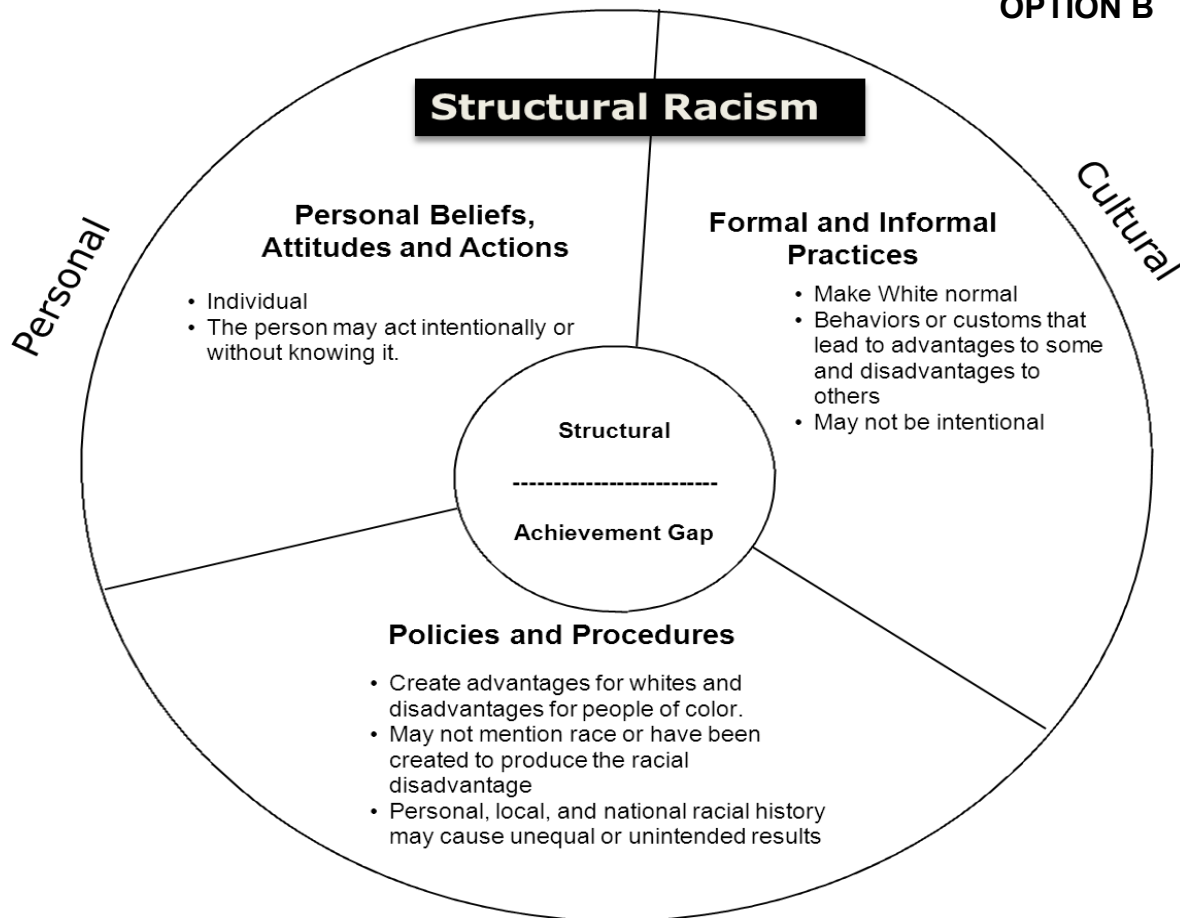 OPTION B
Structural Racism
Personal
Cultural
Personal Beliefs,
Attitudes and Actions
• Individual
• The person may act intentionally or
without knowing it.
Formal and Informal
Practices
• Make White normal
• Behaviors or customs that
lead to advantages to some
and disadvantages to
others
• May not be intentional
Structural
---------------------------
Achievement Gap
Policies and Procedures
• Create advantages for whites and
disadvantages for people of color.
• May not mention race or have been
created to produce the racial
disadvantage
• Personal, local, and national racial history
may cause unequal or unintended results